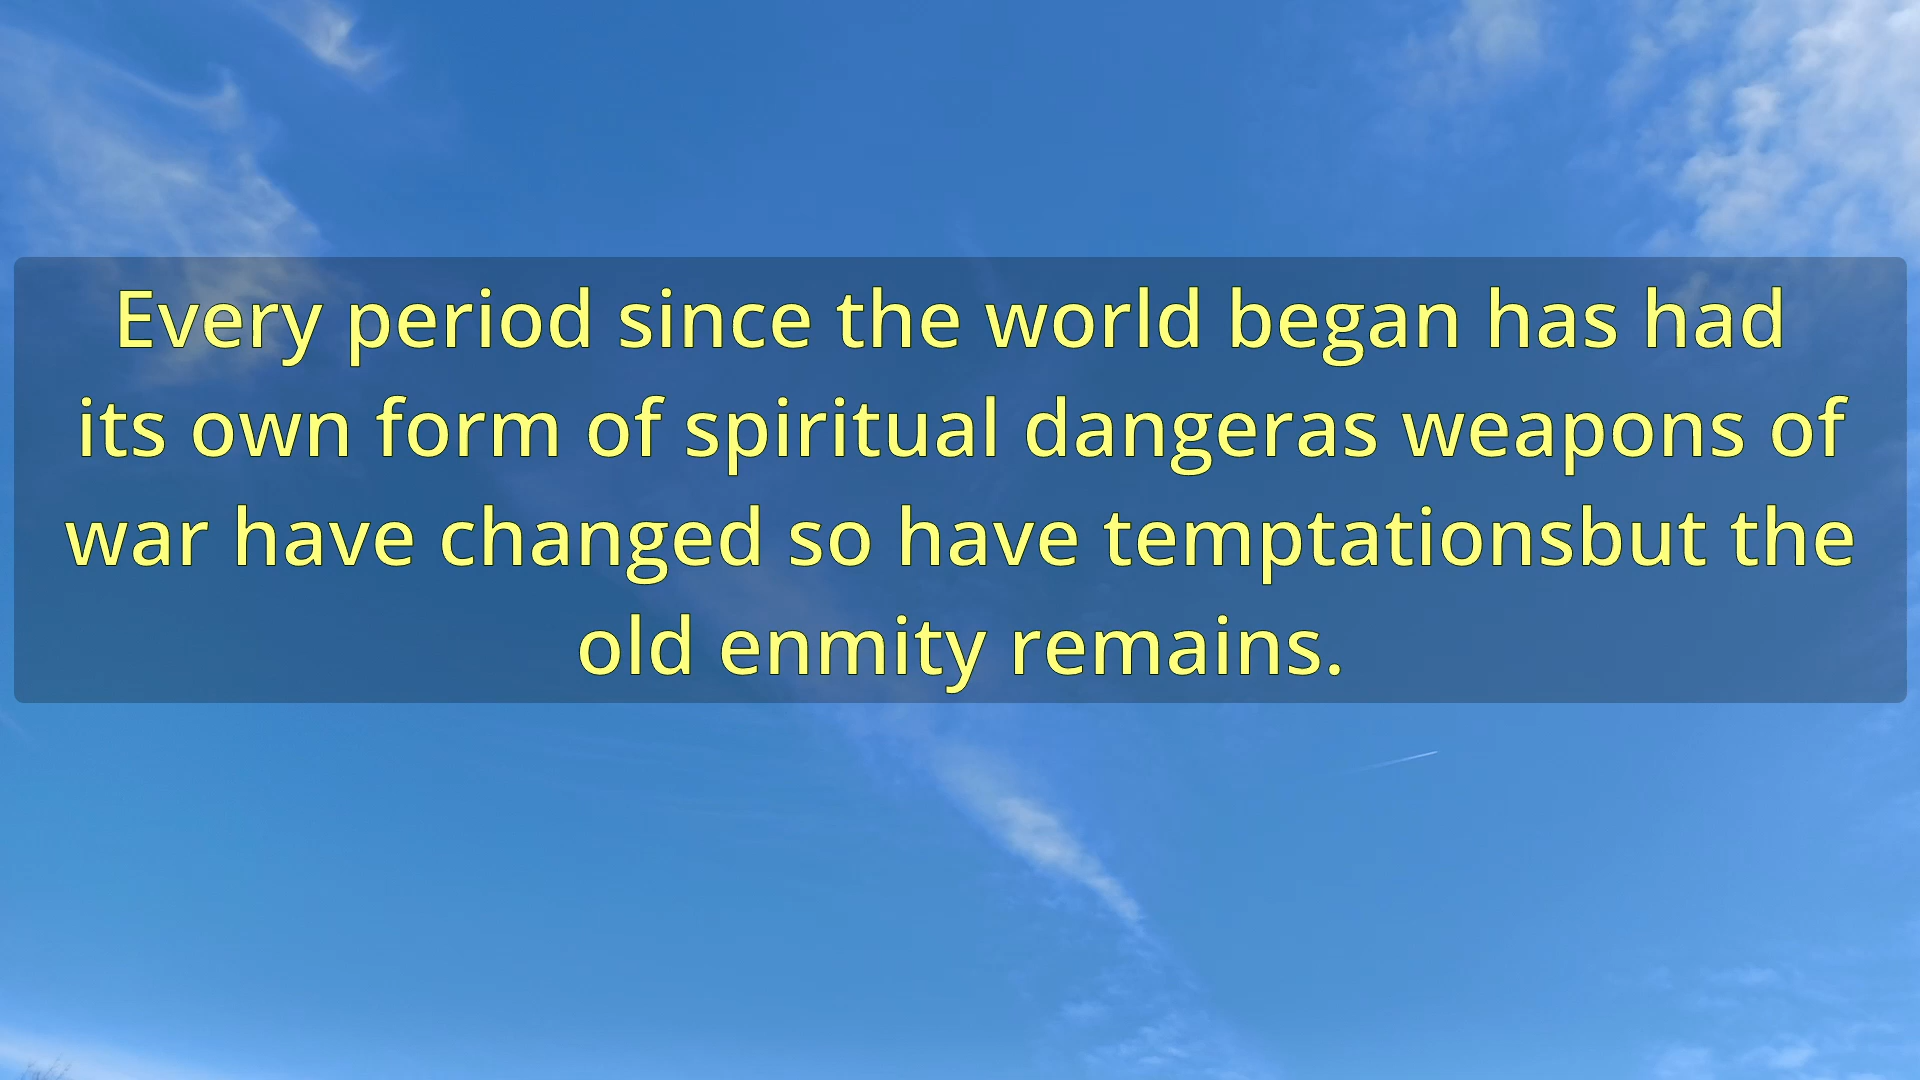 Every period since the world began has had
its own form of spiritual dangeras weapons of
war have changed so have temptationsbut the
old enmity remains.